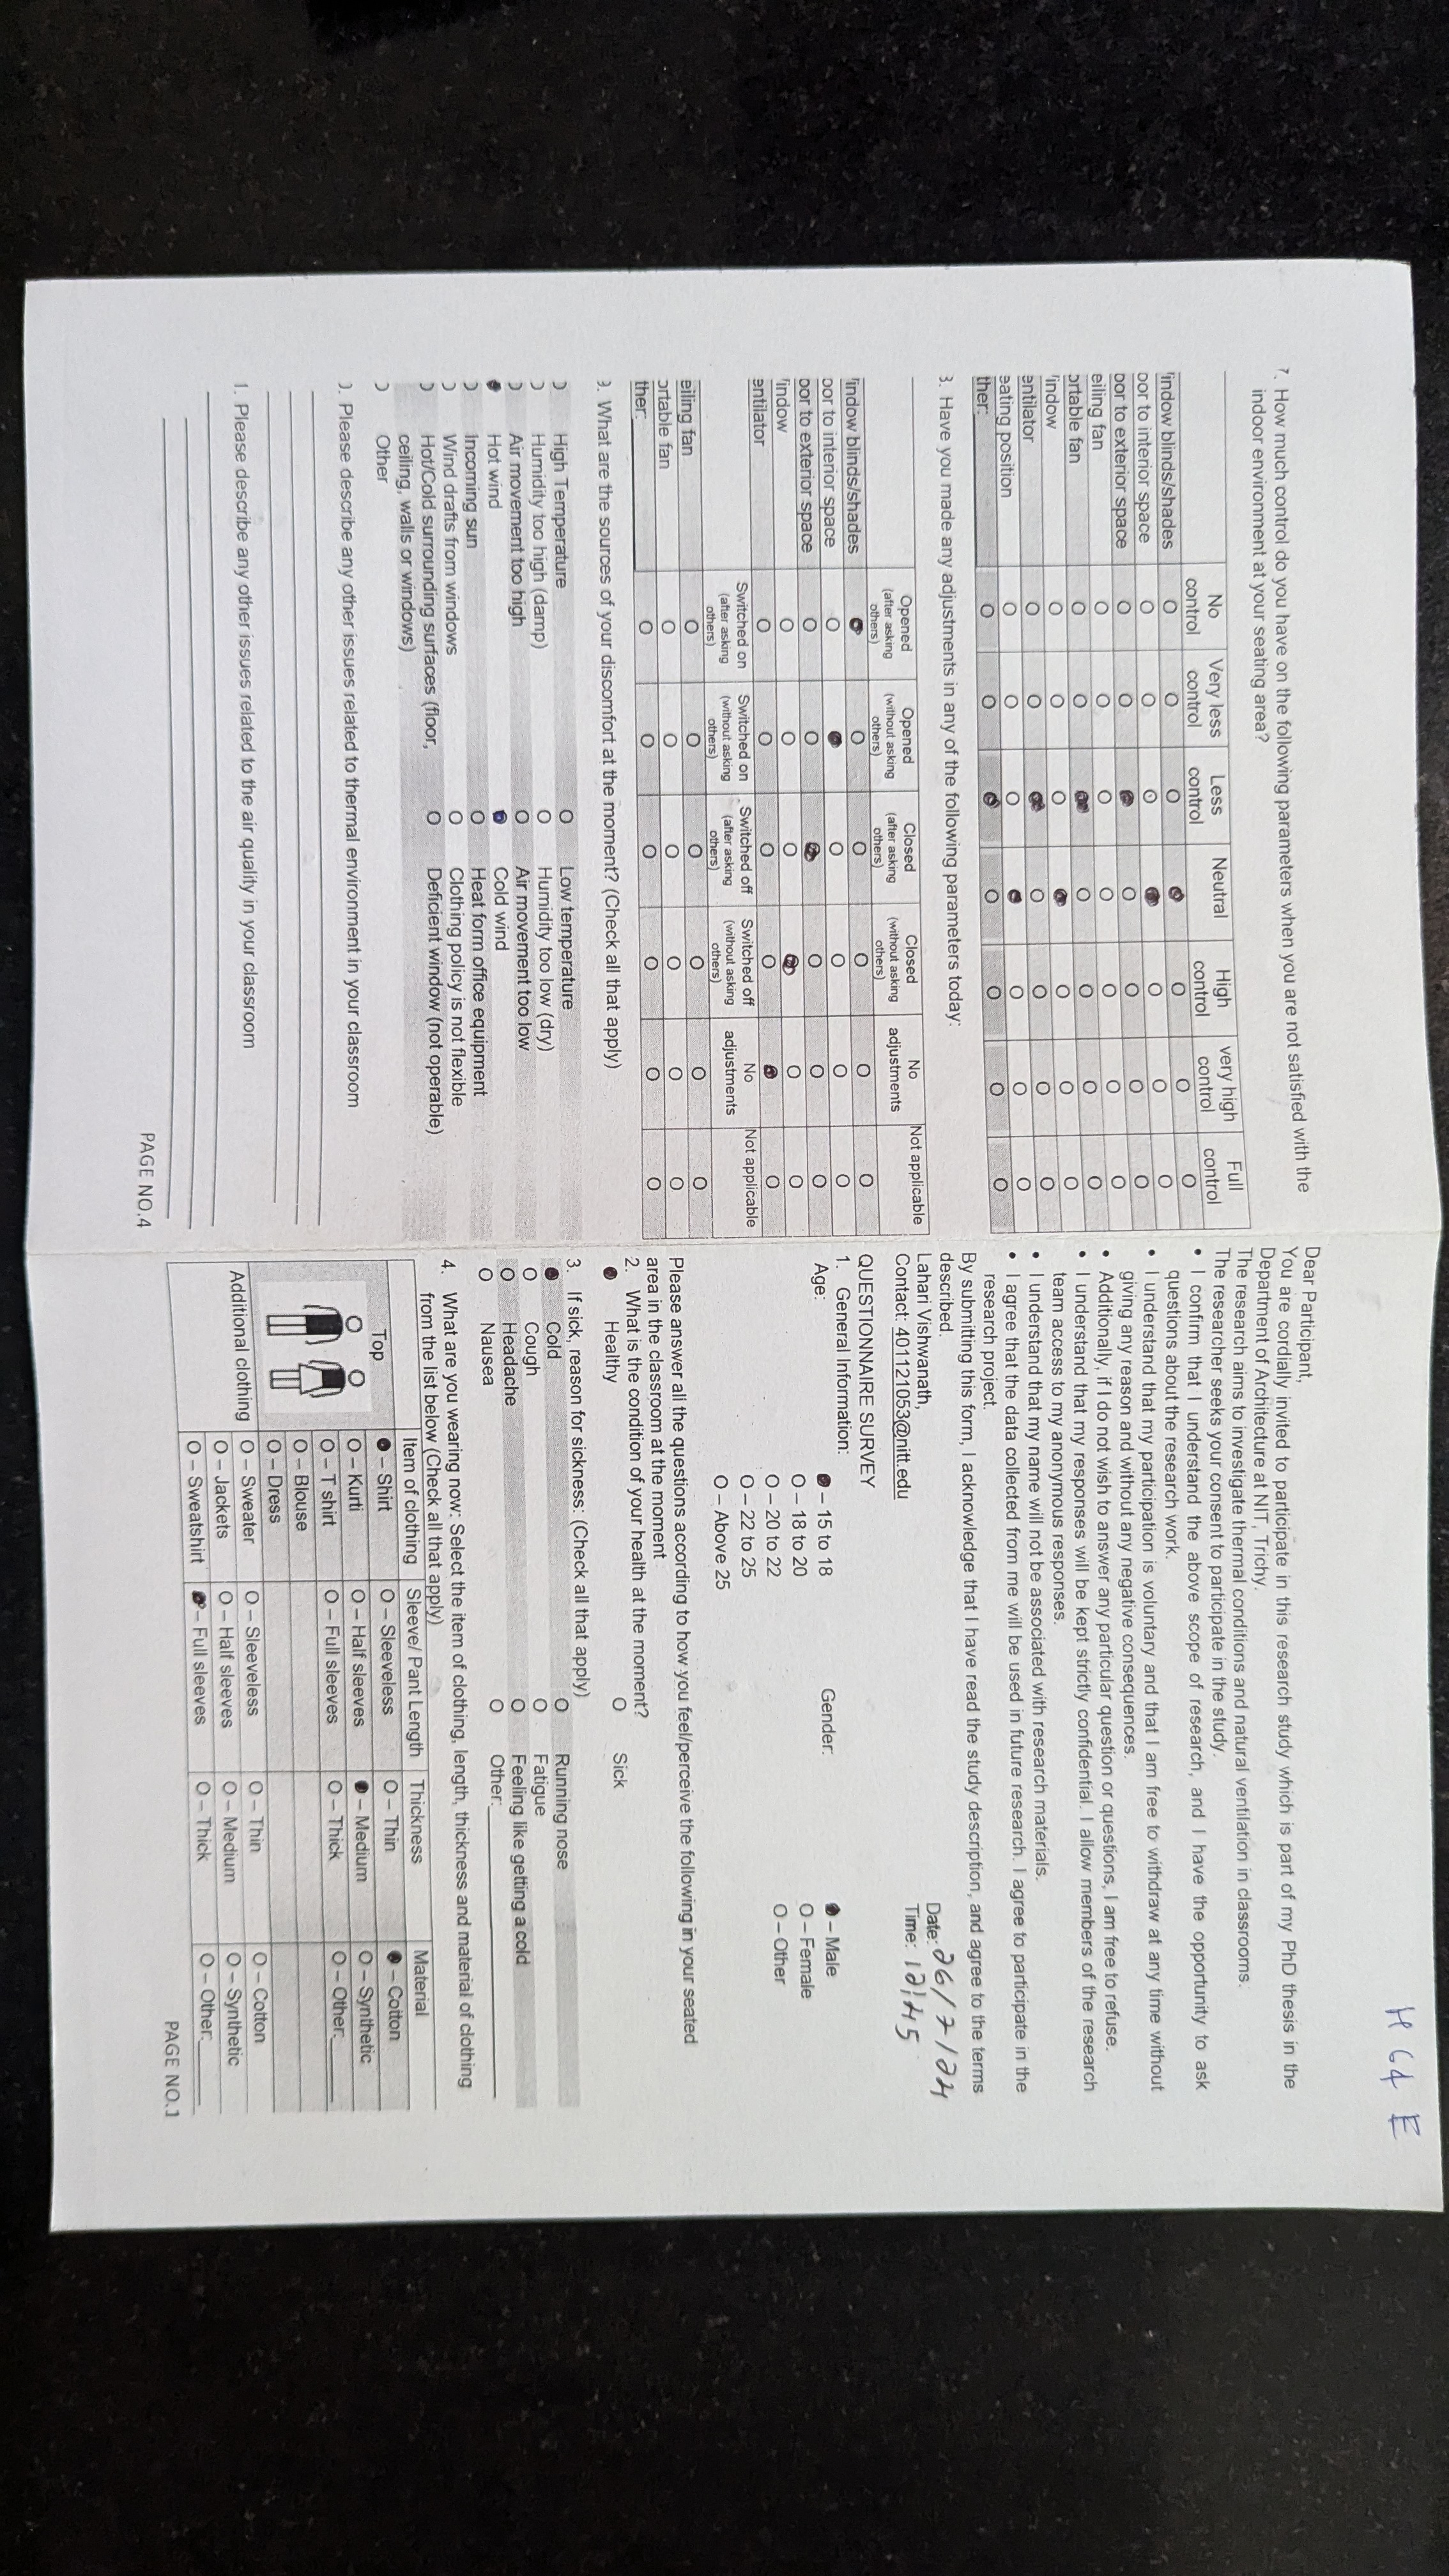 7. How much control do you have on the following parameters when you are not satisfied with the
indoor environment at your seating area?
No control Very less control Less control Neutral High control very high control Full control
indow blinds/shades O O O ● O O O
oor to interior space O O O ● O O O
oor to exterior space O O ● O O O O
eiling fan O O O O O O O
ortable fan O O ● O O O O
indow O O O ● O O O
entilator O O ● O O O O
eating position O O O ● O O O
ther: O O ● O O O O
3. Have you made any adjustments in any of the following parameters today:
Opened (after asking others) Opened (without asking others) Closed (after asking others) Closed (without asking others) No adjustments Not applicable
indow blinds/shades ● O O O O O
oor to interior space O ● O O O O
oor to exterior space O O ● O O O
indow O O O ● O O
entilator O O O O ● O
Switched on (after asking others) Switched on (without asking others) Switched off (after asking others) Switched off (without asking others) No adjustments Not applicable
eiling fan O O O O O O
ortable fan O O O O O O
ther: O O O O O O
9. What are the sources of your discomfort at the moment? (Check all that apply)
O High Temperature O Low temperature
O Humidity too high (damp) O Humidity too low (dry)
O Air movement too high O Air movement too low
● Hot wind ● Cold wind
O Incoming sun O Heat form office equipment
O Wind drafts from windows O Clothing policy is not flexible
O Hot/Cold surrounding surfaces (floor, O Deficient window (not operable)
ceiling, walls or windows)
O Other
). Please describe any other issues related to thermal environment in your classroom
1. Please describe any other issues related to the air quality in your classroom
PAGE NO.4
H G4 E
Dear Participant,
You are cordially invited to participate in this research study which is part of my PhD thesis in the
Department of Architecture at NIT, Trichy.
The research aims to investigate thermal conditions and natural ventilation in classrooms.
The researcher seeks your consent to participate in the study.
• I confirm that I understand the above scope of research, and I have the opportunity to ask
questions about the research work.
• I understand that my participation is voluntary and that I am free to withdraw at any time without
giving any reason and without any negative consequences.
• Additionally, if I do not wish to answer any particular question or questions, I am free to refuse.
• I understand that my responses will be kept strictly confidential. I allow members of the research
team access to my anonymous responses.
• I understand that my name will not be associated with research materials.
• I agree that the data collected from me will be used in future research. I agree to participate in the
research project.
By submitting this form, I acknowledge that I have read the study description, and agree to the terms
described.
Lahari Vishwanath,
Contact: 401121053@nitt.edu
Date: 26/7/24
Time: 12:45
QUESTIONNAIRE SURVEY
1. General Information:
Age: ● – 15 to 18 Gender: ● – Male
O – 18 to 20 O – Female
O – 20 to 22 O – Other
O – 22 to 25
O – Above 25
Please answer all the questions according to how you feel/perceive the following in your seated
area in the classroom at the moment
2. What is the condition of your health at the moment?
● Healthy O Sick
3. If sick, reason for sickness: (Check all that apply)
● Cold O Running nose
O Cough O Fatigue
O Headache O Feeling like getting a cold
O Nausea O Other:
4. What are you wearing now: Select the item of clothing, length, thickness and material of clothing
from the list below (Check all that apply)
Item of clothing Sleeve/ Pant Length Thickness Material
Top ● – Shirt O – Sleeveless O – Thin ● – Cotton
O O O – Kurti O – Half sleeves ● – Medium O – Synthetic
O – T shirt O – Full sleeves O – Thick O – Other:
O – Blouse
O – Dress
Additional clothing O – Sweater O – Sleeveless O – Thin O – Cotton
O – Jackets O – Half sleeves O – Medium O – Synthetic
O – Sweatshirt ● – Full sleeves O – Thick O – Other:
PAGE NO.1